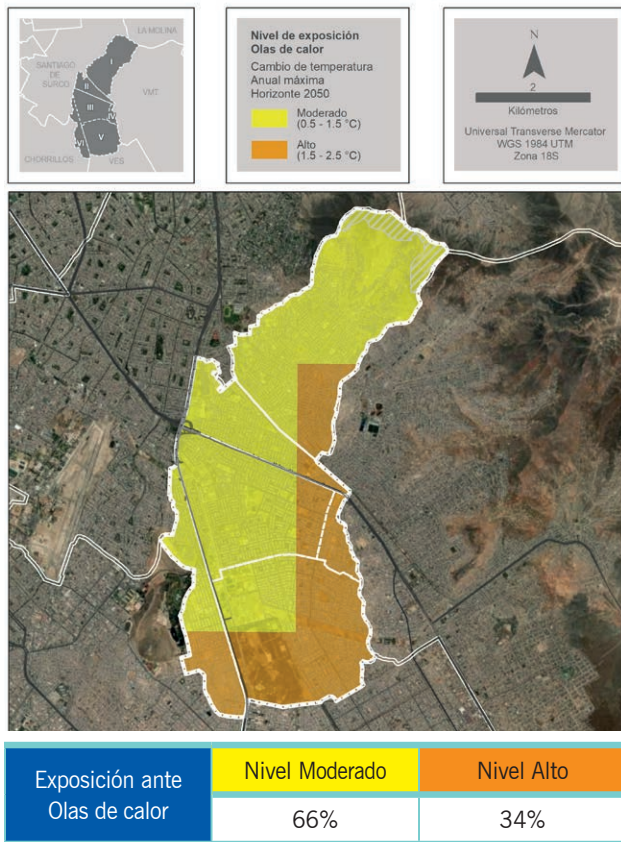 LA MOLINA
SANTIAGO
DE
SURCO
VMT
CHORRILLOS
VES
I
II
III
IV
V
VI
Nivel de exposición
Olas de calor
Cambio de temperatura
Anual máxima
Horizonte 2050
Moderado
(0.5 - 1.5 °C)
Alto
(1.5 - 2.5 °C)
N
2
Kilómetros
Universal Transverse Mercator
WGS 1984 UTM
Zona 18S
Exposición ante
Olas de calor
Nivel Moderado
Nivel Alto
66%
34%